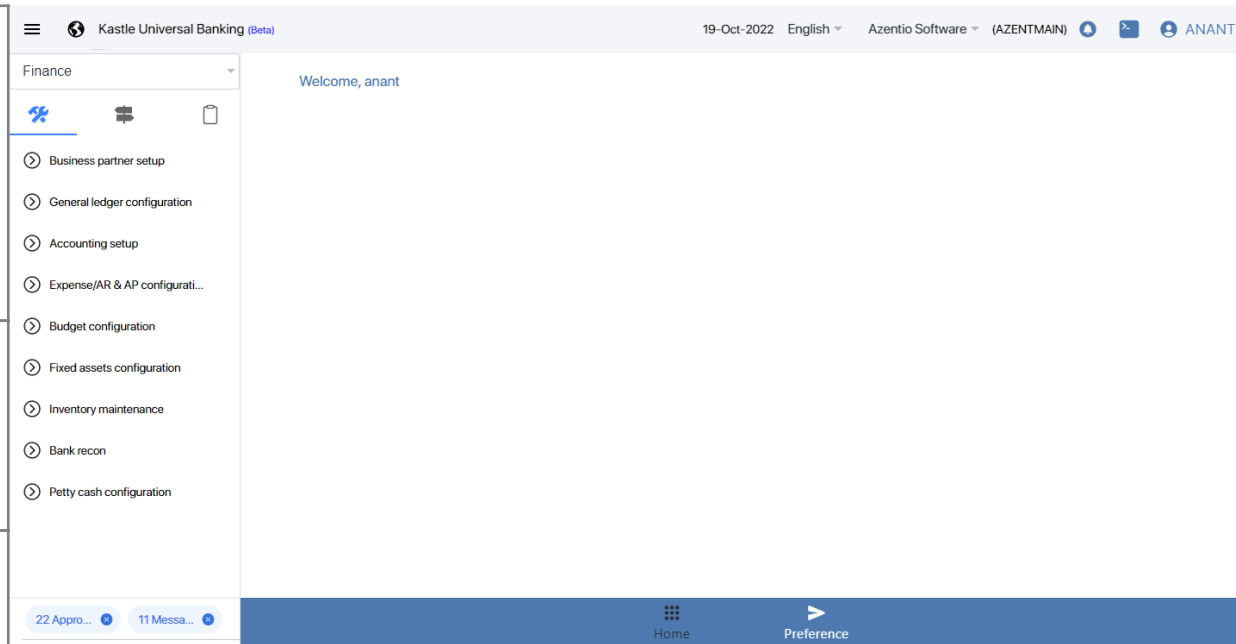 Kastle Universal Banking (Beta)
19-Oct-2022 English Azentio Software (AZENTMAIN) ANANT
Finance
Welcome, anant
Business partner setup
General ledger configuration
Accounting setup
Expense/AR & AP configurati...
Budget configuration
Fixed assets configuration
Inventory maintenance
Bank recon
Petty cash configuration
22 Appro... 11 Messa...
Home Preference